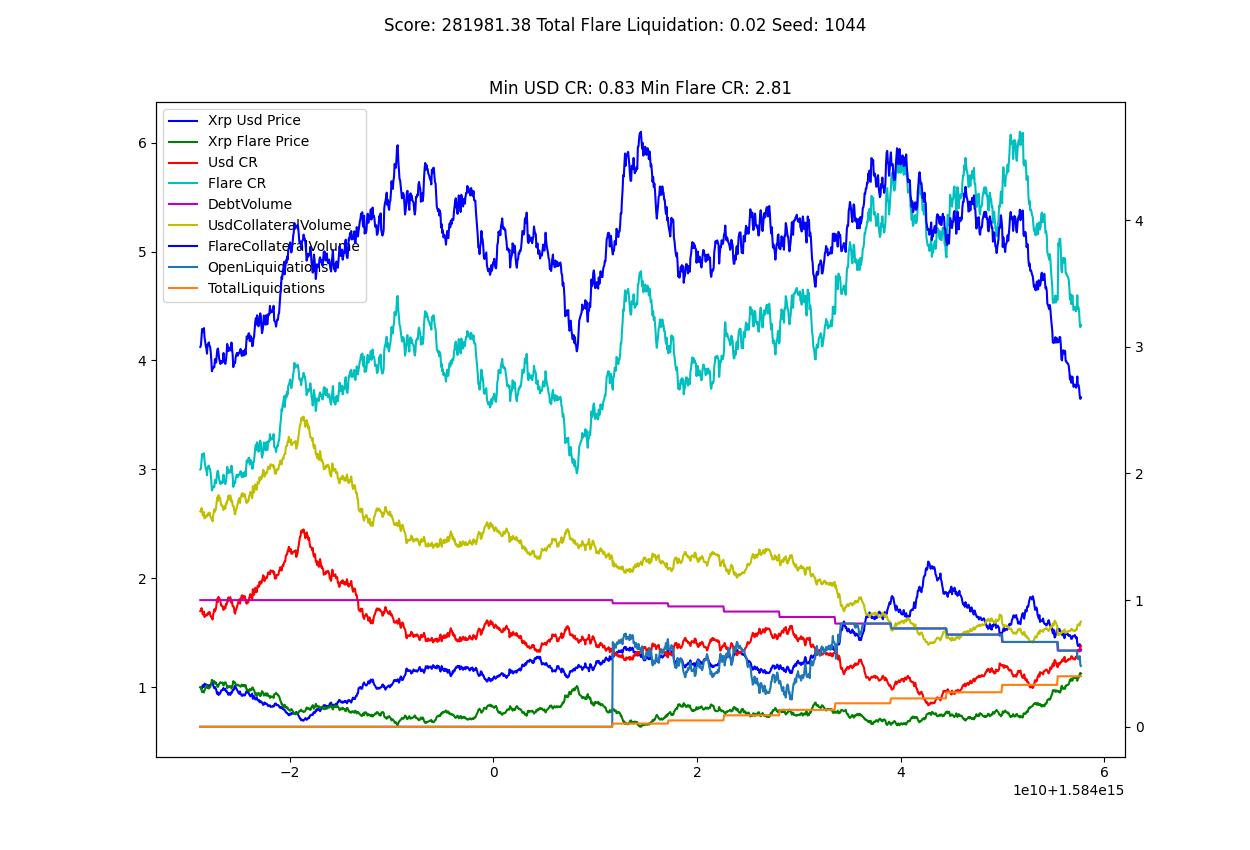 Score: 281981.38 Total Flare Liquidation: 0.02 Seed: 1044
Min USD CR: 0.83 Min Flare CR: 2.81
Xrp Usd Price
Xrp Flare Price
Usd CR
Flare CR
DebtVolume
UsdCollateralVolume
FlareCollateralVolume
OpenLiquidations
TotalLiquidations
6
5
4
3
2
1
4
3
2
1
0
−2
0
2
4
6
1e10+1.584e15